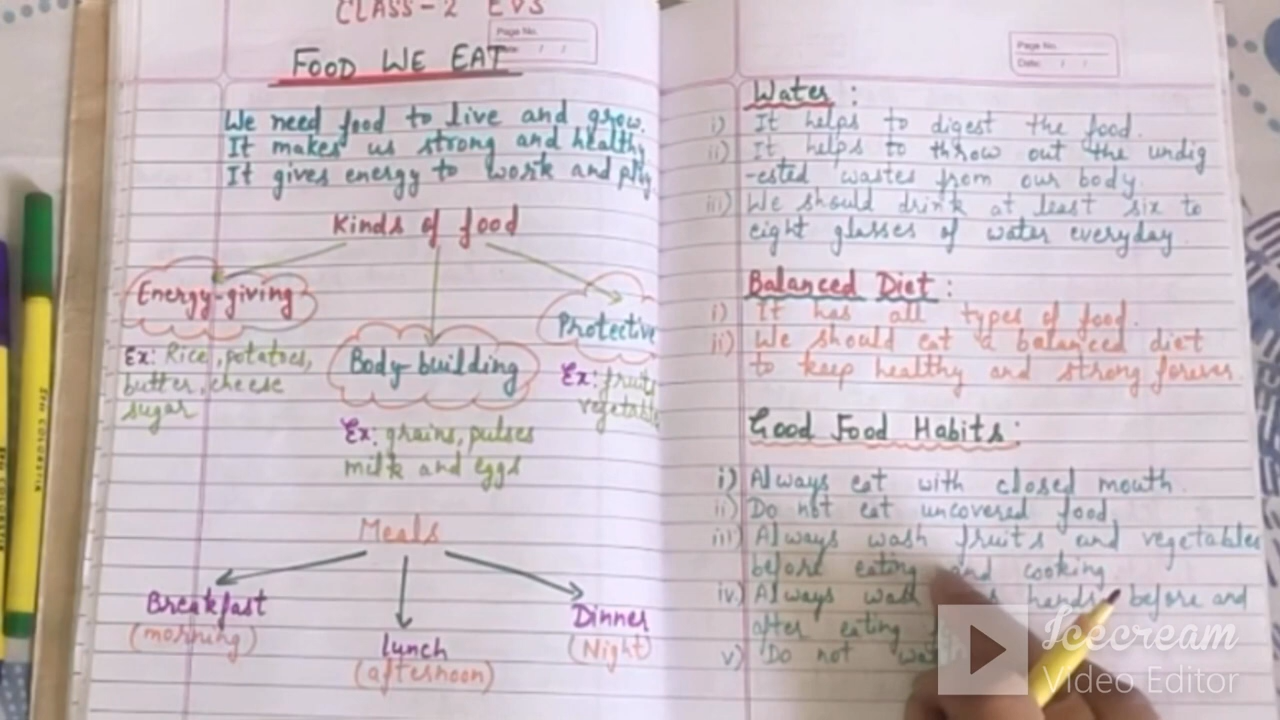 CLASS-2 EVS
Page No.
Date: / /
FOOD WE EAT
We need food to live and grow.
It makes us strong and healthy
It gives energy to work and play
Kinds of food
Energy-giving
Ex: Rice, potatoes,
butter, cheese
sugar
Body-building
Ex: grains, pulses
milk and eggs
Protective
Ex: fruits
vegetables
Meals
Breakfast
(morning)
lunch
(afternoon)
Dinner
(Night)
Page No.
Date: / /
Water :
i) It helps to digest the food.
ii) It helps to throw out the undig
-ested wastes from our body.
iii) We should drink at least six to
eight glasses of water everyday.
Balanced Diet :
i) It has all types of food.
ii) We should eat a balanced diet
to keep healthy and strong forever.
Good Food Habits :
i) Always eat with closed mouth.
ii) Do not eat uncovered food.
iii) Always wash fruits and vegetables
before eating and cooking.
iv) Always wash hands before and
after eating
v) Do not
Icecream
Video Editor